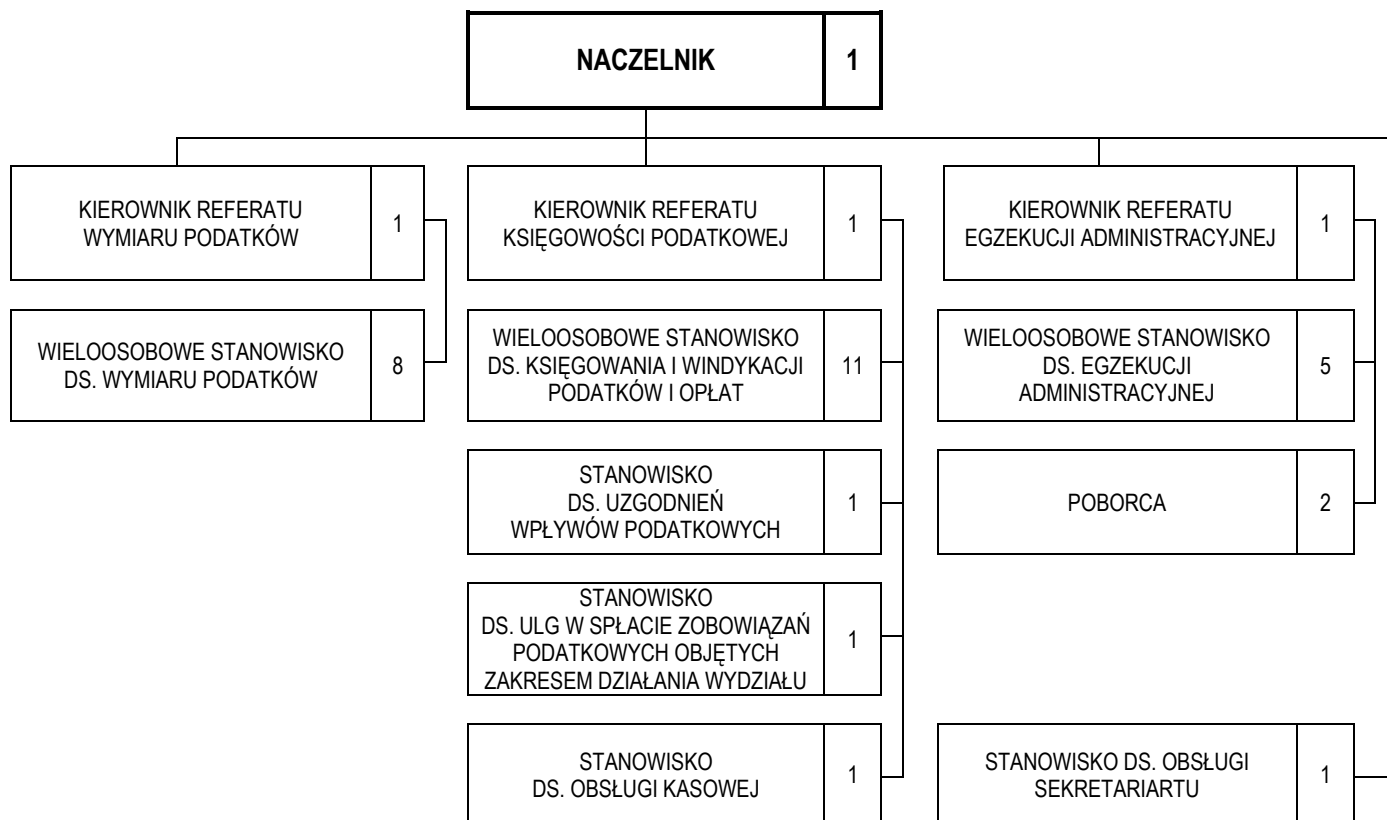 NACZELNIK
1
KIEROWNIK REFERATU
WYMIARU PODATKÓW
1
WIELOOSOBOWE STANOWISKO
DS. WYMIARU PODATKÓW
8
KIEROWNIK REFERATU
KSIĘGOWOŚCI PODATKOWEJ
1
WIELOOSOBOWE STANOWISKO
DS. KSIĘGOWANIA I WINDYKACJI
PODATKÓW I OPŁAT
11
STANOWISKO
DS. UZGODNIEŃ
WPŁYWÓW PODATKOWYCH
1
STANOWISKO
DS. ULG W SPŁACIE ZOBOWIĄZAŃ
PODATKOWYCH OBJĘTYCH
ZAKRESEM DZIAŁANIA WYDZIAŁU
1
STANOWISKO
DS. OBSŁUGI KASOWEJ
1
KIEROWNIK REFERATU
EGZEKUCJI ADMINISTRACYJNEJ
1
WIELOOSOBOWE STANOWISKO
DS. EGZEKUCJI
ADMINISTRACYJNEJ
5
POBORCA
2
STANOWISKO DS. OBSŁUGI
SEKRETARIARTU
1